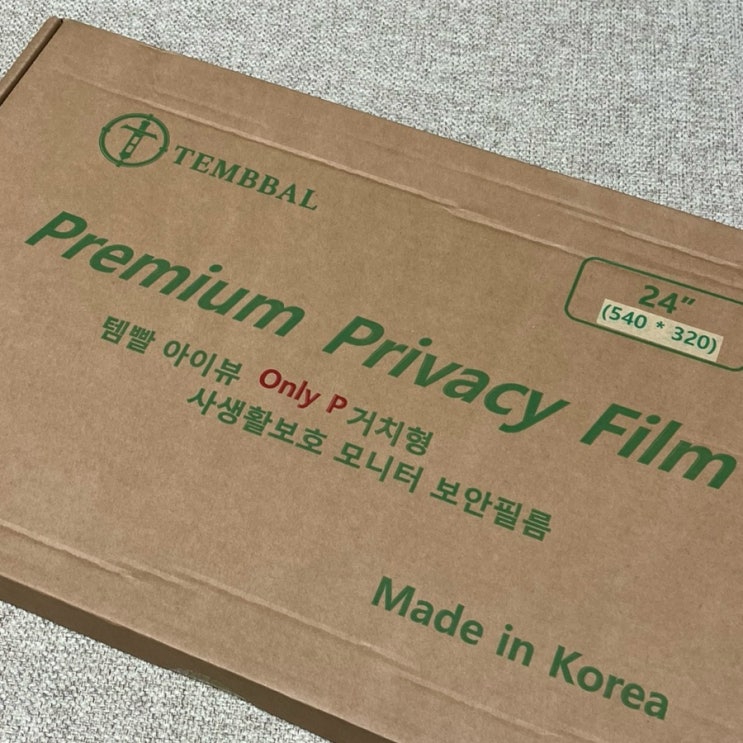 TEMBBAL
Premium Privacy Film
24"
(540 * 320)
템빨 아이뷰 Only P 거치형
사생활보호 모니터 보안필름
Made in Korea